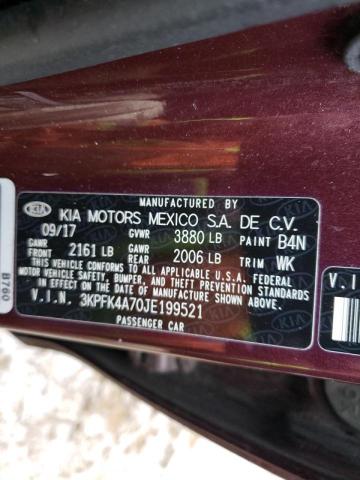 MANUFACTURED BY
KIA KIA MOTORS MEXICO S.A. DE C.V.
09/17 GVWR 3880 LB PAINT B4N
GAWR FRONT 2161 LB GAWR REAR 2006 LB TRIM WK
THIS VEHICLE CONFORMS TO ALL APPLICABLE U.S.A. FEDERAL
MOTOR VEHICLE SAFETY, BUMPER, AND THEFT PREVENTION STANDARDS
IN EFFECT ON THE DATE OF MANUFACTURE SHOWN ABOVE.
V.I.N. 3KPFK4A70JE199521
PASSENGER CAR
B760
V.I